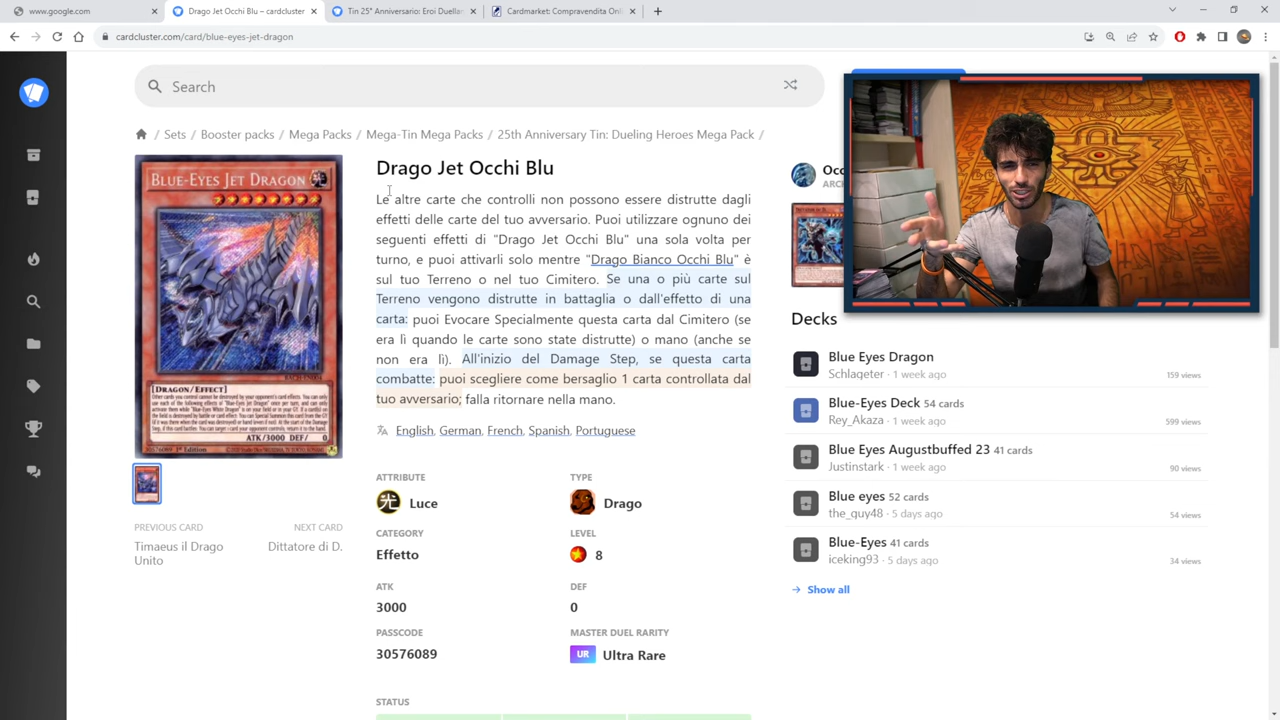 www.google.com
Drago Jet Occhi Blu – cardcluster
Tin 25° Anniversario: Eroi Duellan
Cardmarket: Compravendita Onl
cardcluster.com/card/blue-eyes-jet-dragon
Search
Sets / Booster packs / Mega Packs / Mega-Tin Mega Packs / 25th Anniversary Tin: Dueling Heroes Mega Pack /
BLUE-EYES JET DRAGON
[DRAGON/EFFECT]
ATK/3000 DEF/ 0
30576089 1st Edition
Drago Jet Occhi Blu
Le altre carte che controlli non possono essere distrutte dagli
effetti delle carte del tuo avversario. Puoi utilizzare ognuno dei
seguenti effetti di "Drago Jet Occhi Blu" una sola volta per
turno, e puoi attivarli solo mentre "Drago Bianco Occhi Blu" è
sul tuo Terreno o nel tuo Cimitero. Se una o più carte sul
Terreno vengono distrutte in battaglia o dall'effetto di una
carta: puoi Evocare Specialmente questa carta dal Cimitero (se
era lì quando le carte sono state distrutte) o mano (anche se
non era lì). All'inizio del Damage Step, se questa carta
combatte: puoi scegliere come bersaglio 1 carta controllata dal
tuo avversario; falla ritornare nella mano.
English, German, French, Spanish, Portuguese
PREVIOUS CARD
Timaeus il Drago
Unito
NEXT CARD
Dittatore di D.
ATTRIBUTE
Luce
TYPE
Drago
CATEGORY
Effetto
LEVEL
8
ATK
3000
DEF
0
PASSCODE
30576089
MASTER DUEL RARITY
UR Ultra Rare
STATUS
Occ
ARC
Decks
Blue Eyes Dragon
Schlageter · 1 week ago
159 views
Blue-Eyes Deck 54 cards
Rey_Akaza · 1 week ago
599 views
Blue Eyes Augustbuffed 23 41 cards
Justinstark · 1 week ago
90 views
Blue eyes 52 cards
the_guy48 · 5 days ago
54 views
Blue-Eyes 41 cards
iceking93 · 5 days ago
34 views
Show all